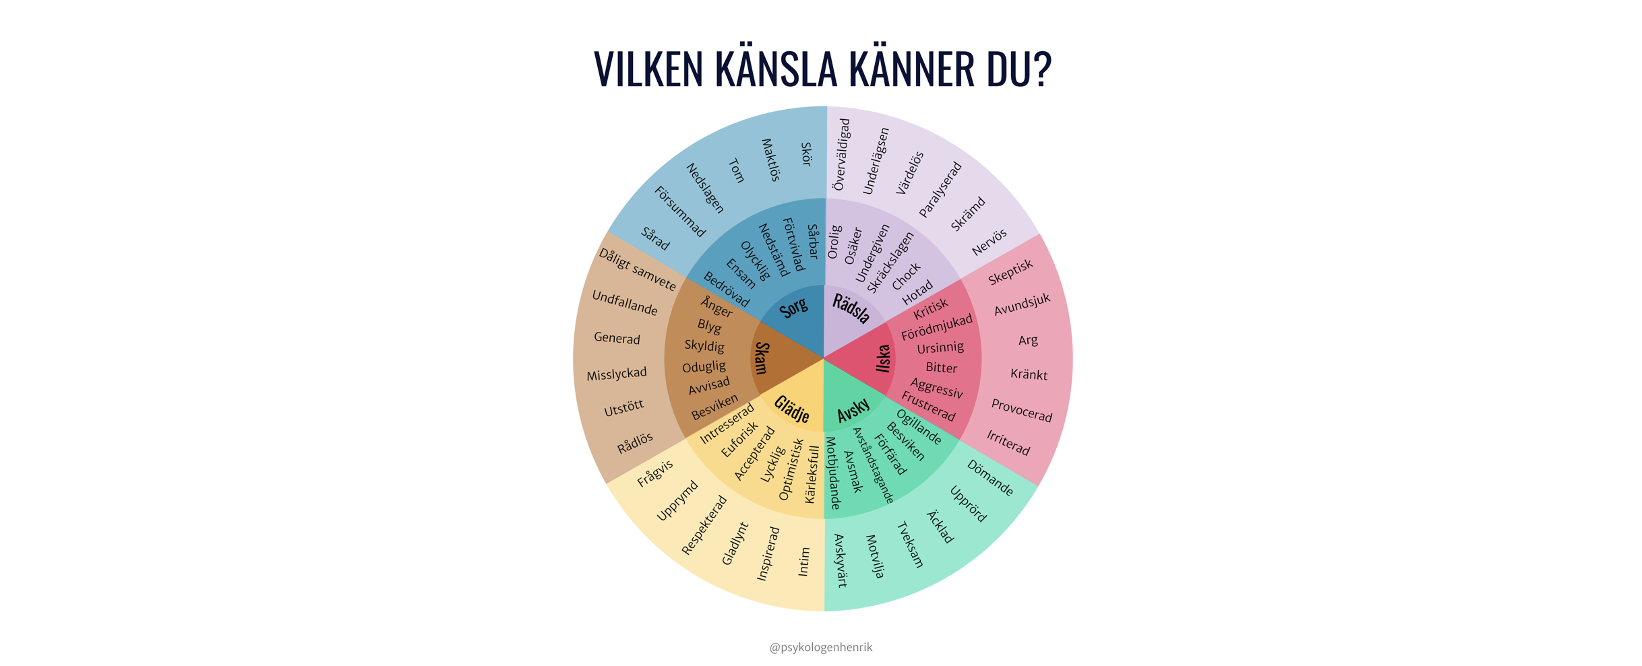 VILKEN KÄNSLA KÄNNER DU?
Rädsla
Orolig
Osäker
Undergiven
Skräckslagen
Chock
Hotad
Överväldigad
Underlägsen
Värdelös
Paralyserad
Skrämd
Nervös
Ilska
Kritisk
Förödmjukad
Ursinnig
Bitter
Aggressiv
Frustrerad
Skeptisk
Avundsjuk
Arg
Kränkt
Provocerad
Irriterad
Avsky
Ogillande
Besviken
Förfärad
Avståndstagande
Avsmak
Motbjudande
Dömande
Upprörd
Äcklad
Tveksam
Motvilja
Avskyvärt
Glädje
Kärleksfull
Optimistisk
Lycklig
Accepterad
Euforisk
Intresserad
Intim
Inspirerad
Gladlynt
Respekterad
Upprymd
Frågvis
Skam
Besviken
Avvisad
Oduglig
Skyldig
Blyg
Ånger
Rådlös
Utstött
Misslyckad
Generad
Undfallande
Dåligt samvete
Sorg
Bedrövad
Ensam
Olycklig
Nedstämd
Förtvivlad
Sårbar
Sårad
Försummad
Nedslagen
Tom
Maktlös
Skör
@psykologenhenrik